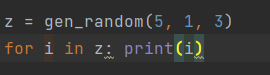 z = gen_random(5, 1, 3)
for i in z: print(i)